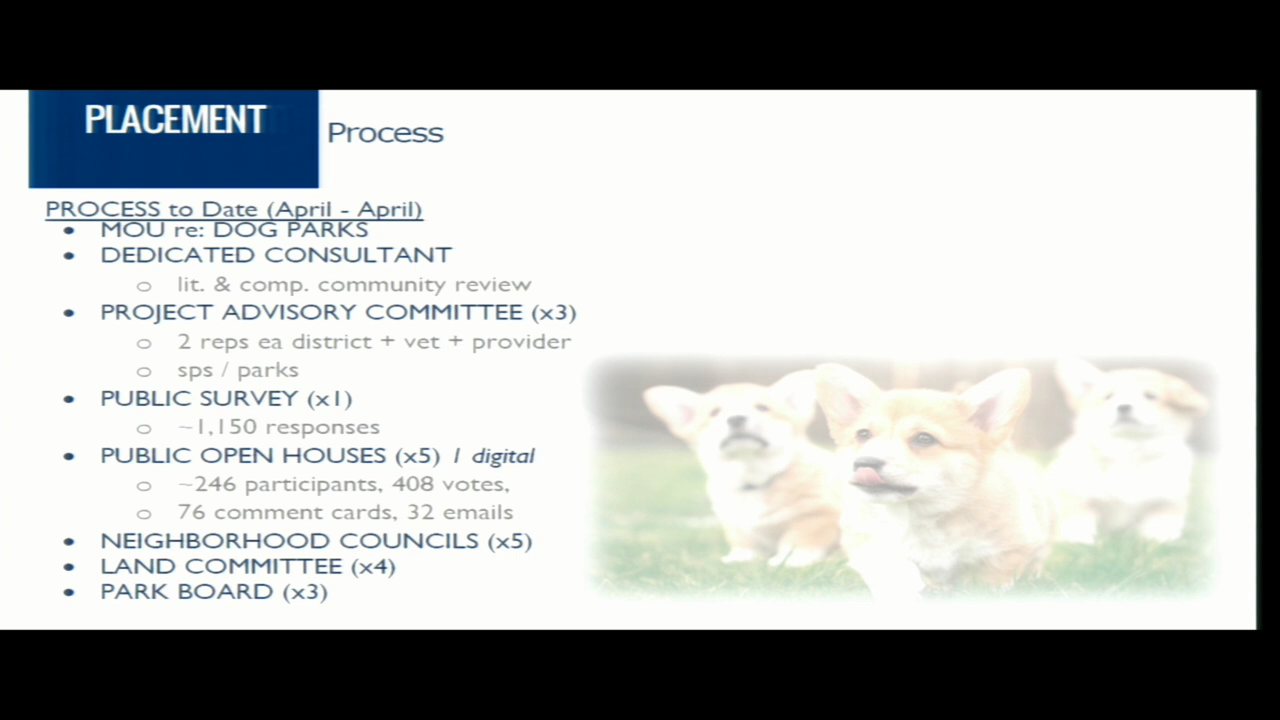 PLACEMENT
Process
PROCESS to Date (April - April)
• MOU re: DOG PARKS
• DEDICATED CONSULTANT
o lit. & comp. community review
• PROJECT ADVISORY COMMITTEE (x3)
o 2 reps ea district + vet + provider
o sps / parks
• PUBLIC SURVEY (x1)
o ~1,150 responses
• PUBLIC OPEN HOUSES (x5) / digital
o ~246 participants, 408 votes,
o 76 comment cards, 32 emails
• NEIGHBORHOOD COUNCILS (x5)
• LAND COMMITTEE (x4)
• PARK BOARD (x3)